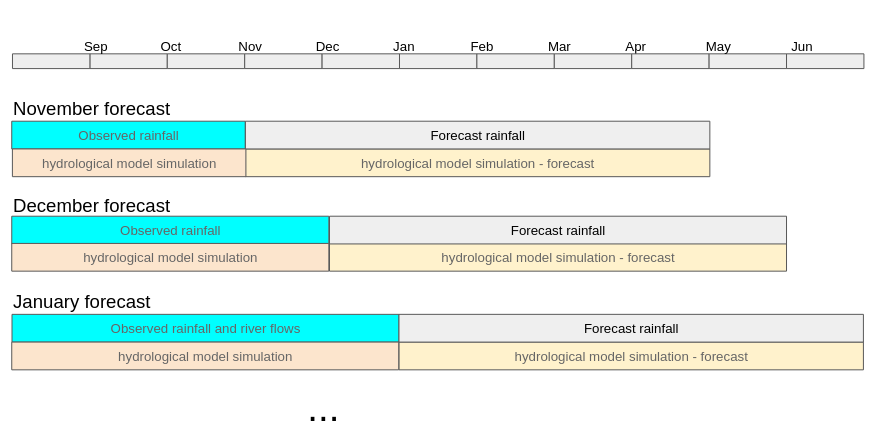 Sep Oct Nov Dec Jan Feb Mar Apr May Jun
November forecast
Observed rainfall Forecast rainfall
hydrological model simulation hydrological model simulation - forecast
December forecast
Observed rainfall Forecast rainfall
hydrological model simulation hydrological model simulation - forecast
January forecast
Observed rainfall and river flows Forecast rainfall
hydrological model simulation hydrological model simulation - forecast
...